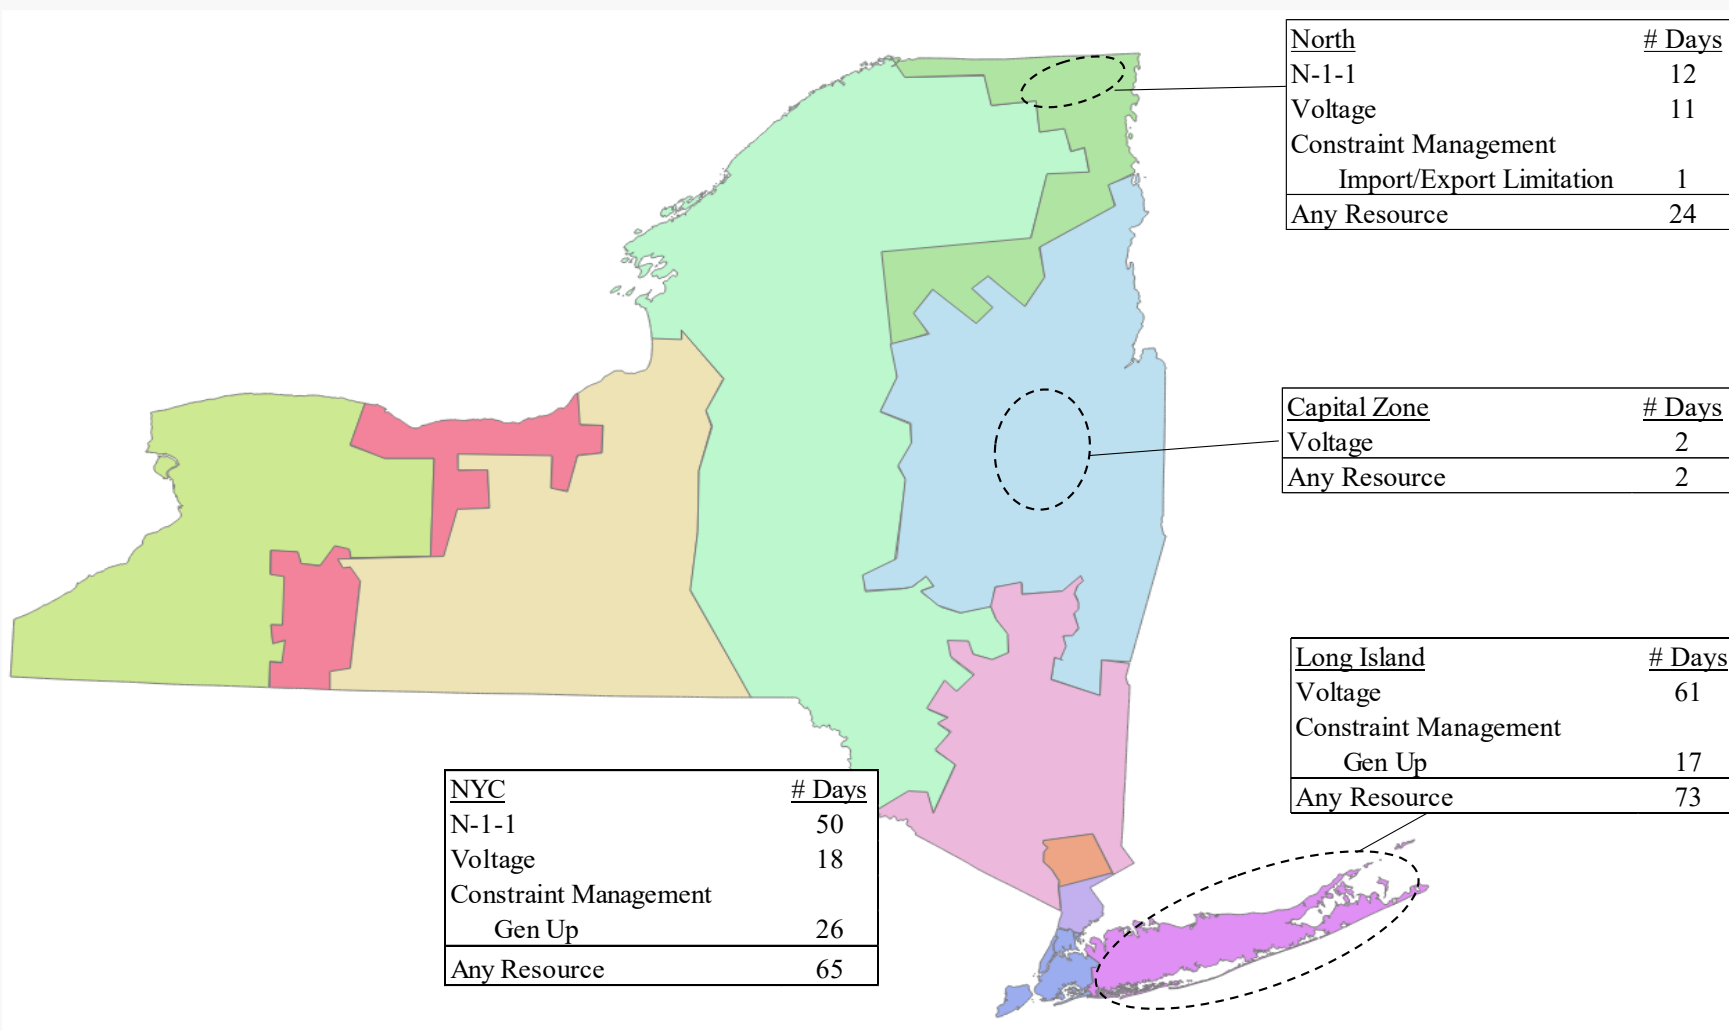 North # Days
N-1-1 12
Voltage 11
Constraint Management
Import/Export Limitation 1
Any Resource 24
Capital Zone # Days
Voltage 2
Any Resource 2
Long Island # Days
Voltage 61
Constraint Management
Gen Up 17
Any Resource 73
NYC # Days
N-1-1 50
Voltage 18
Constraint Management
Gen Up 26
Any Resource 65